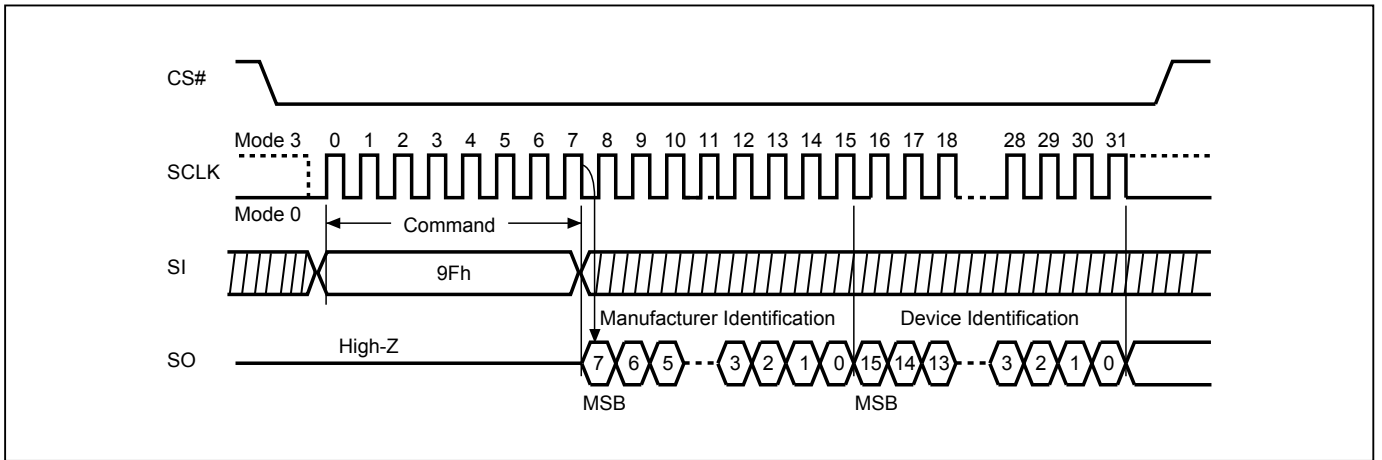 CS#
Mode 3 0 1 2 3 4 5 6 7 8 9 10 11 12 13 14 15 16 17 18 28 29 30 31
SCLK
Mode 0
Command
SI 9Fh
Manufacturer Identification Device Identification
High-Z
SO 7 6 5 3 2 1 0 15 14 13 3 2 1 0
MSB MSB